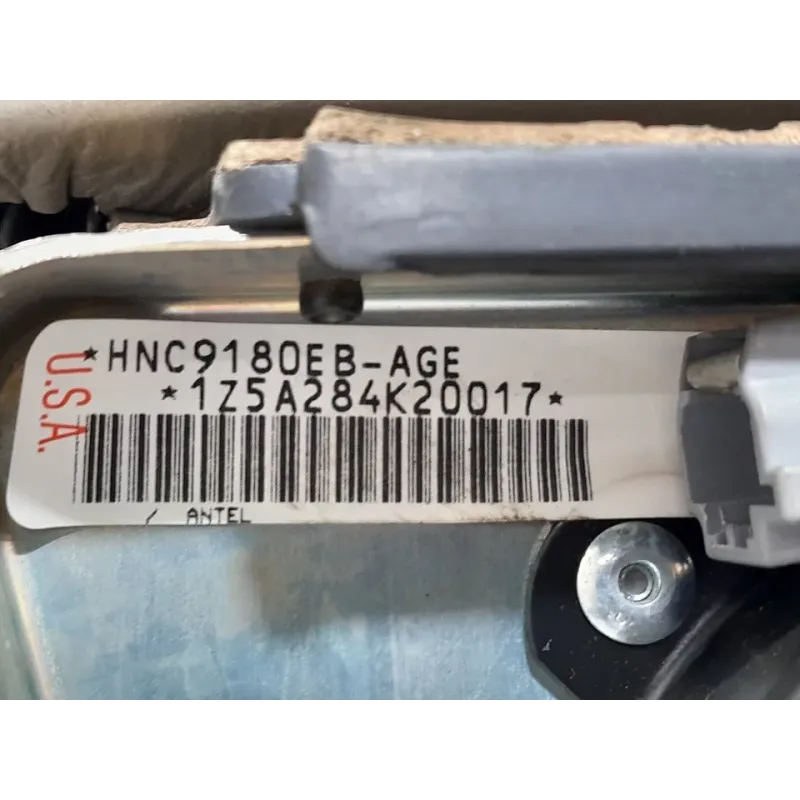 *HNC9180EB-AGE
*1Z5A284K20017*
U.S.A.
/ ANTEL